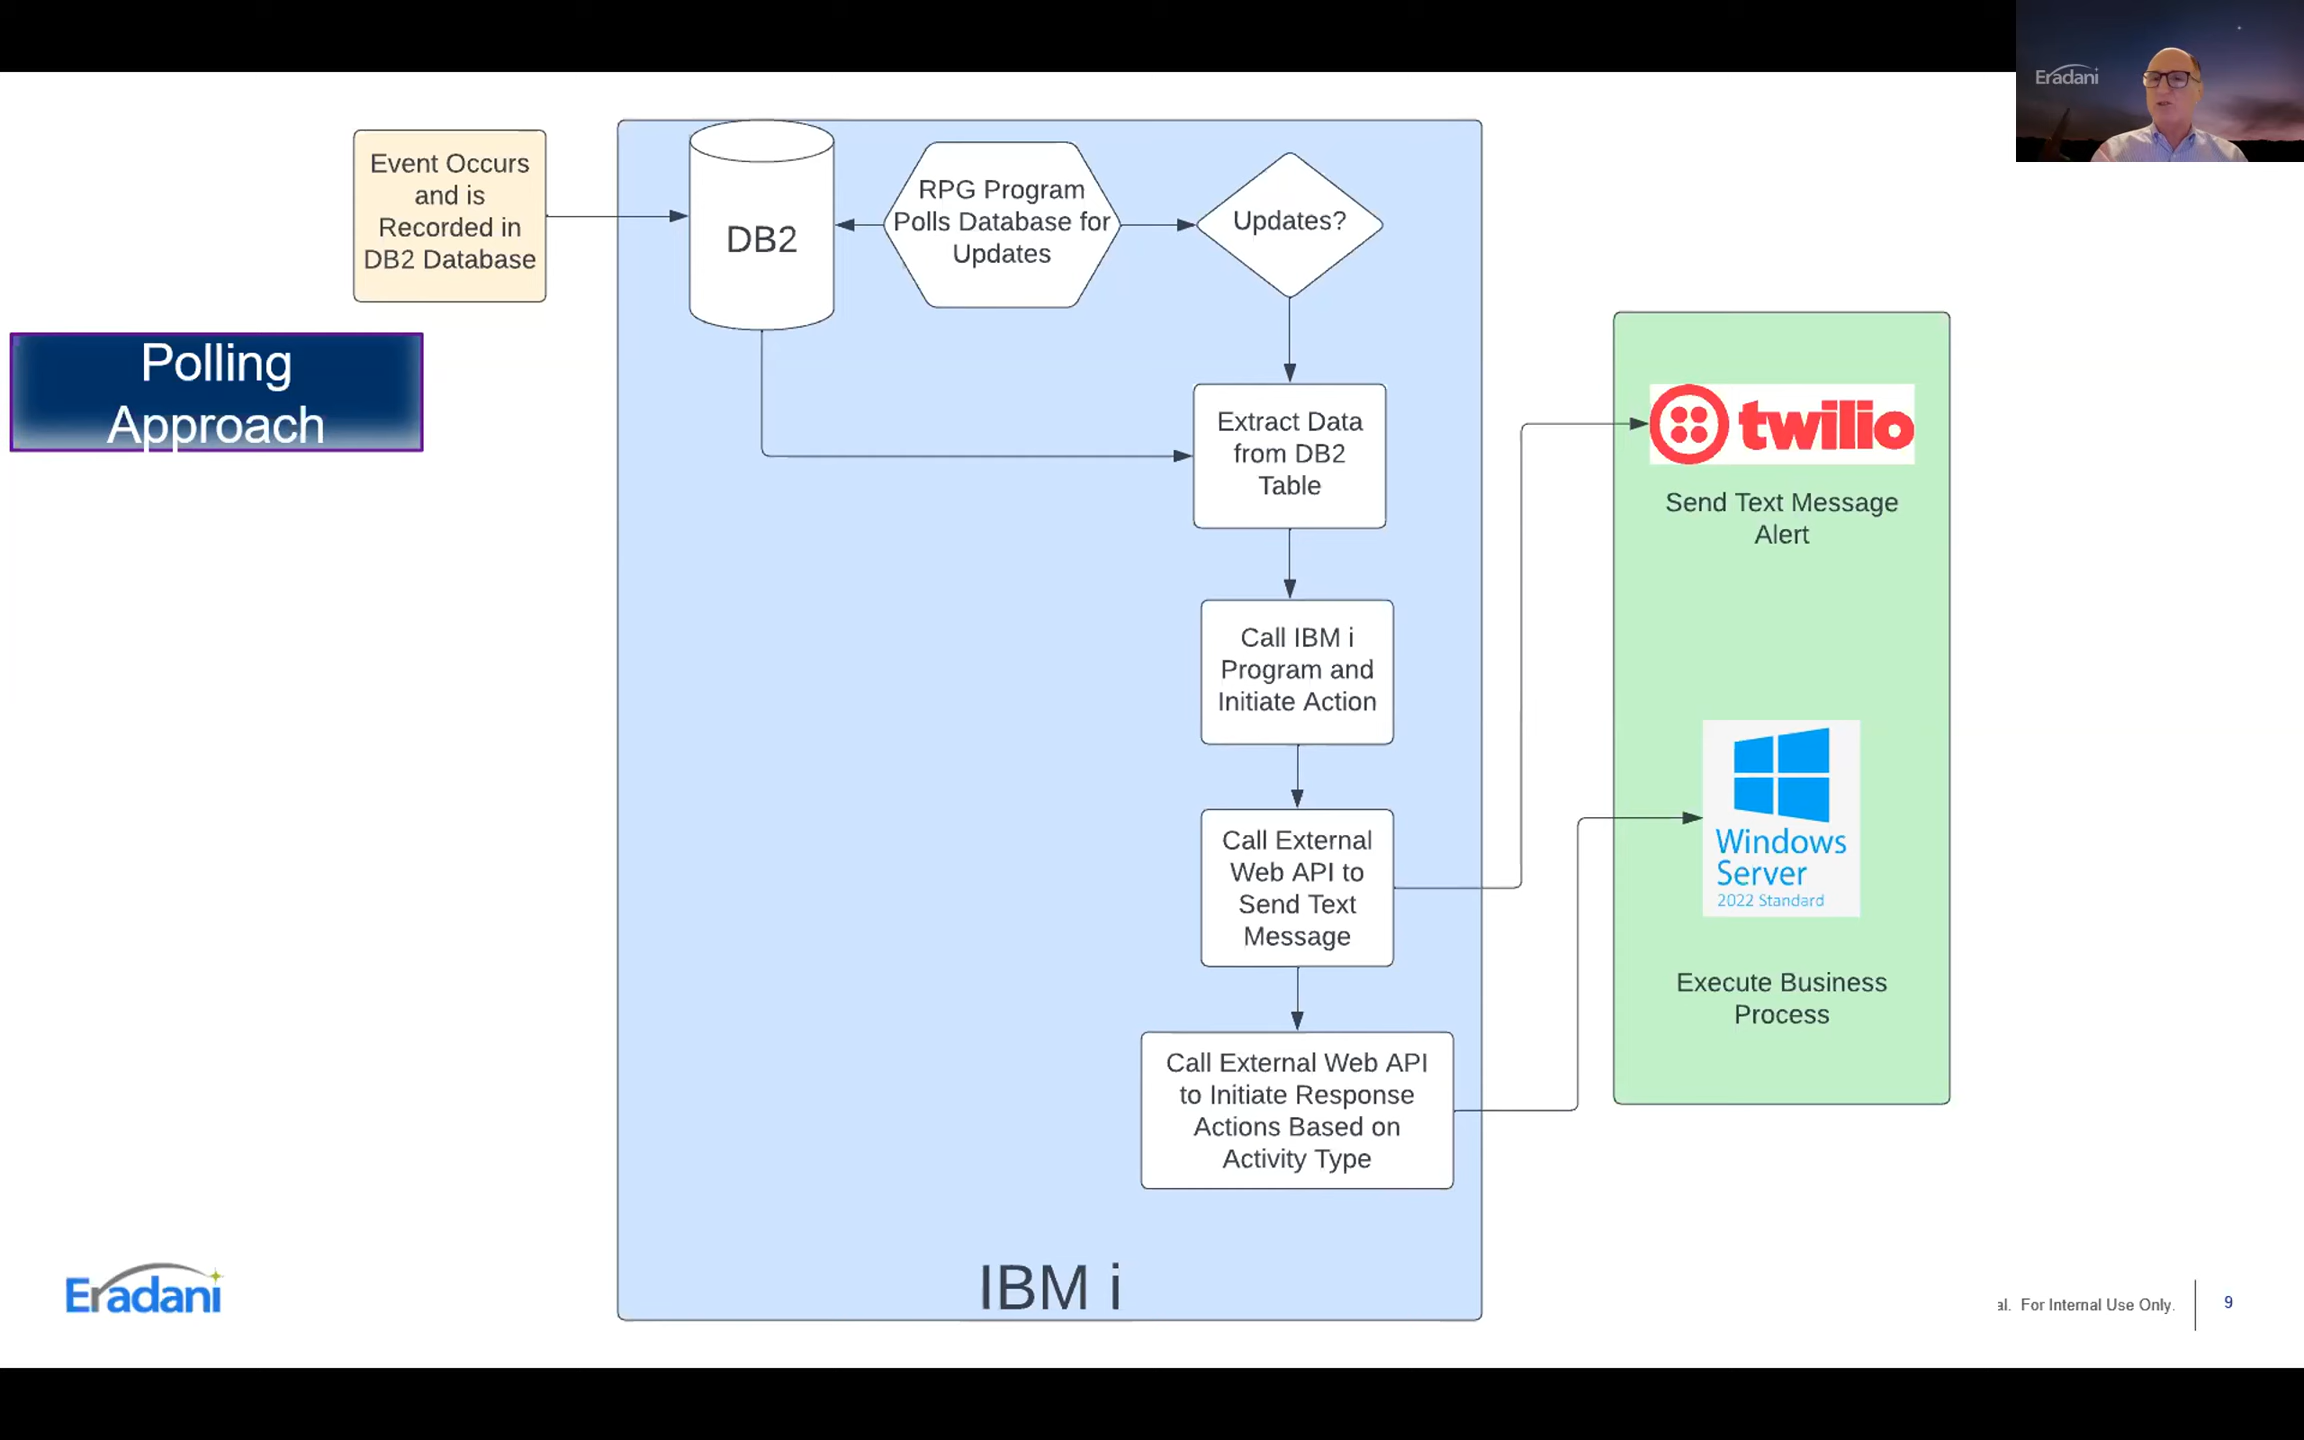 Eradani
Event Occurs
and is
Recorded in
DB2 Database
DB2
RPG Program
Polls Database for
Updates
Updates?
Polling
Approach
Extract Data
from DB2
Table
twilio
Send Text Message
Alert
Call IBM i
Program and
Initiate Action
Windows
Server
2022 Standard
Call External
Web API to
Send Text
Message
Execute Business
Process
Call External Web API
to Initiate Response
Actions Based on
Activity Type
IBM i
Eradani
al. For Internal Use Only.
9